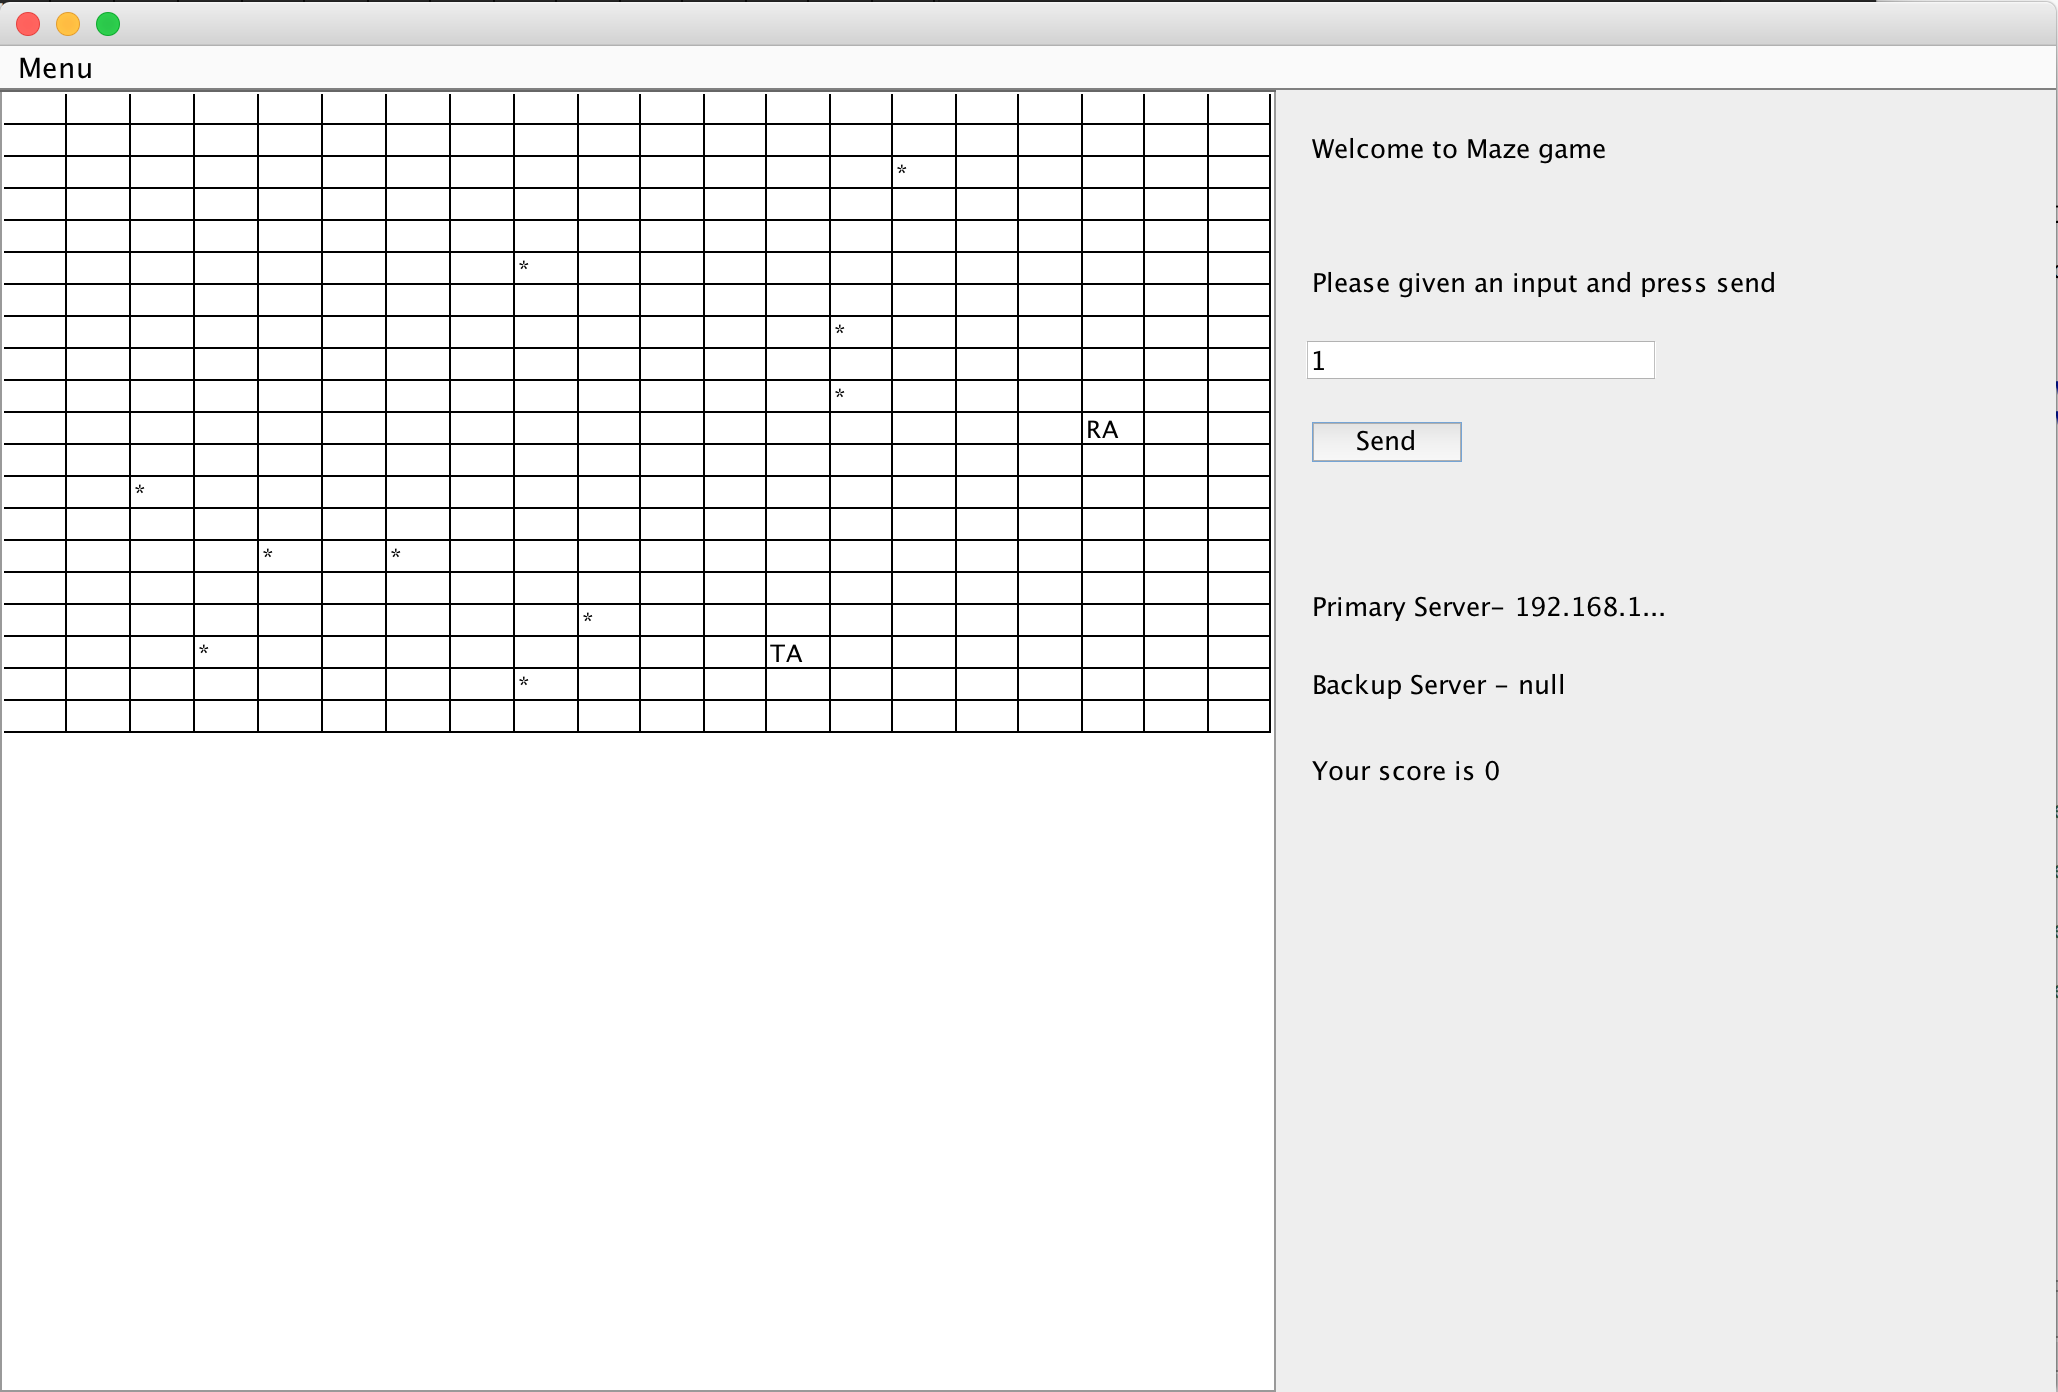 Menu
*
*
*
*
RA
*
* *
*
* TA
*
Welcome to Maze game
Please given an input and press send
1
Send
Primary Server- 192.168.1...
Backup Server - null
Your score is 0